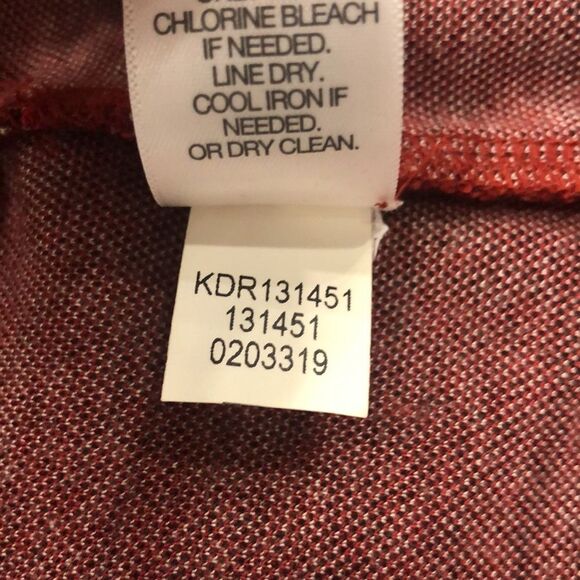 CHLORINE BLEACH
IF NEEDED.
LINE DRY.
COOL IRON IF
NEEDED.
OR DRY CLEAN.
KDR131451
131451
0203319